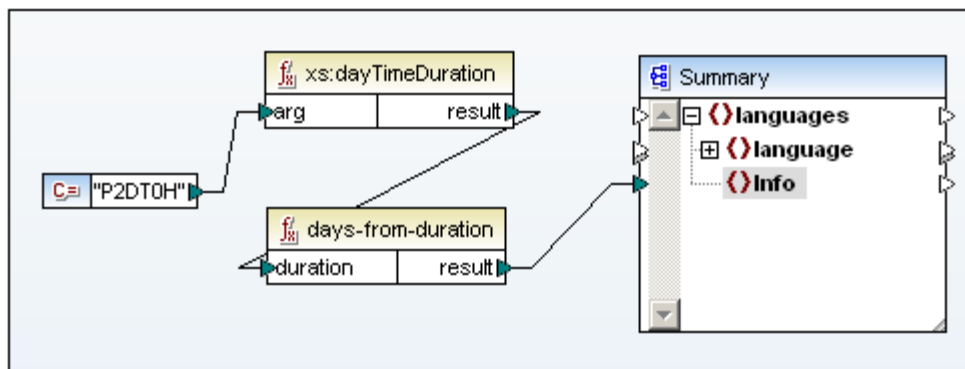 xs:dayTimeDuration
arg result
C= "P2DT0H"
days-from-duration
duration result
Summary
languages
language
Info